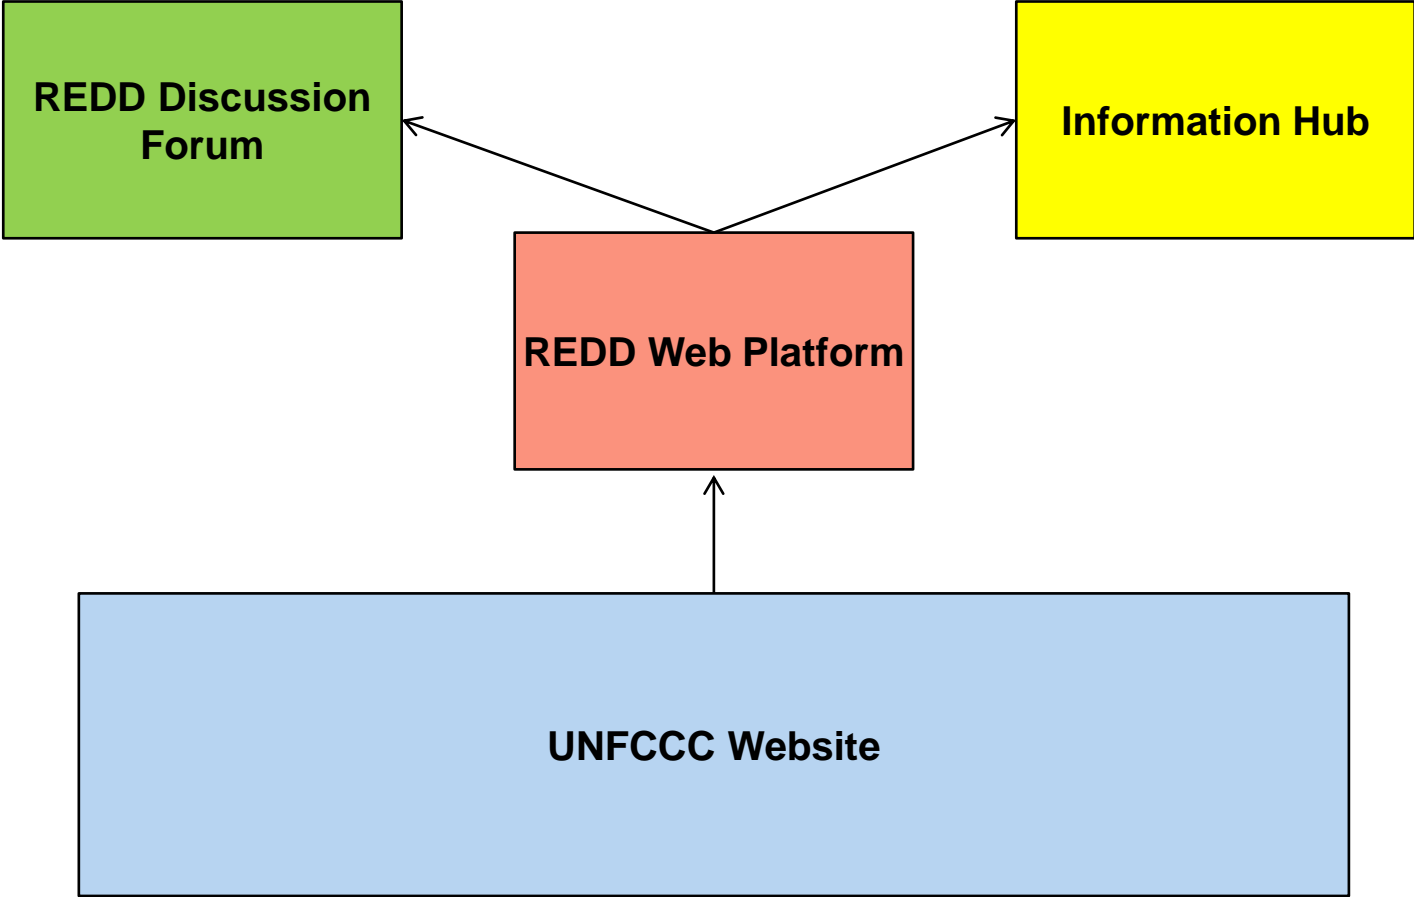 REDD Discussion
Forum
Information Hub
REDD Web Platform
UNFCCC Website